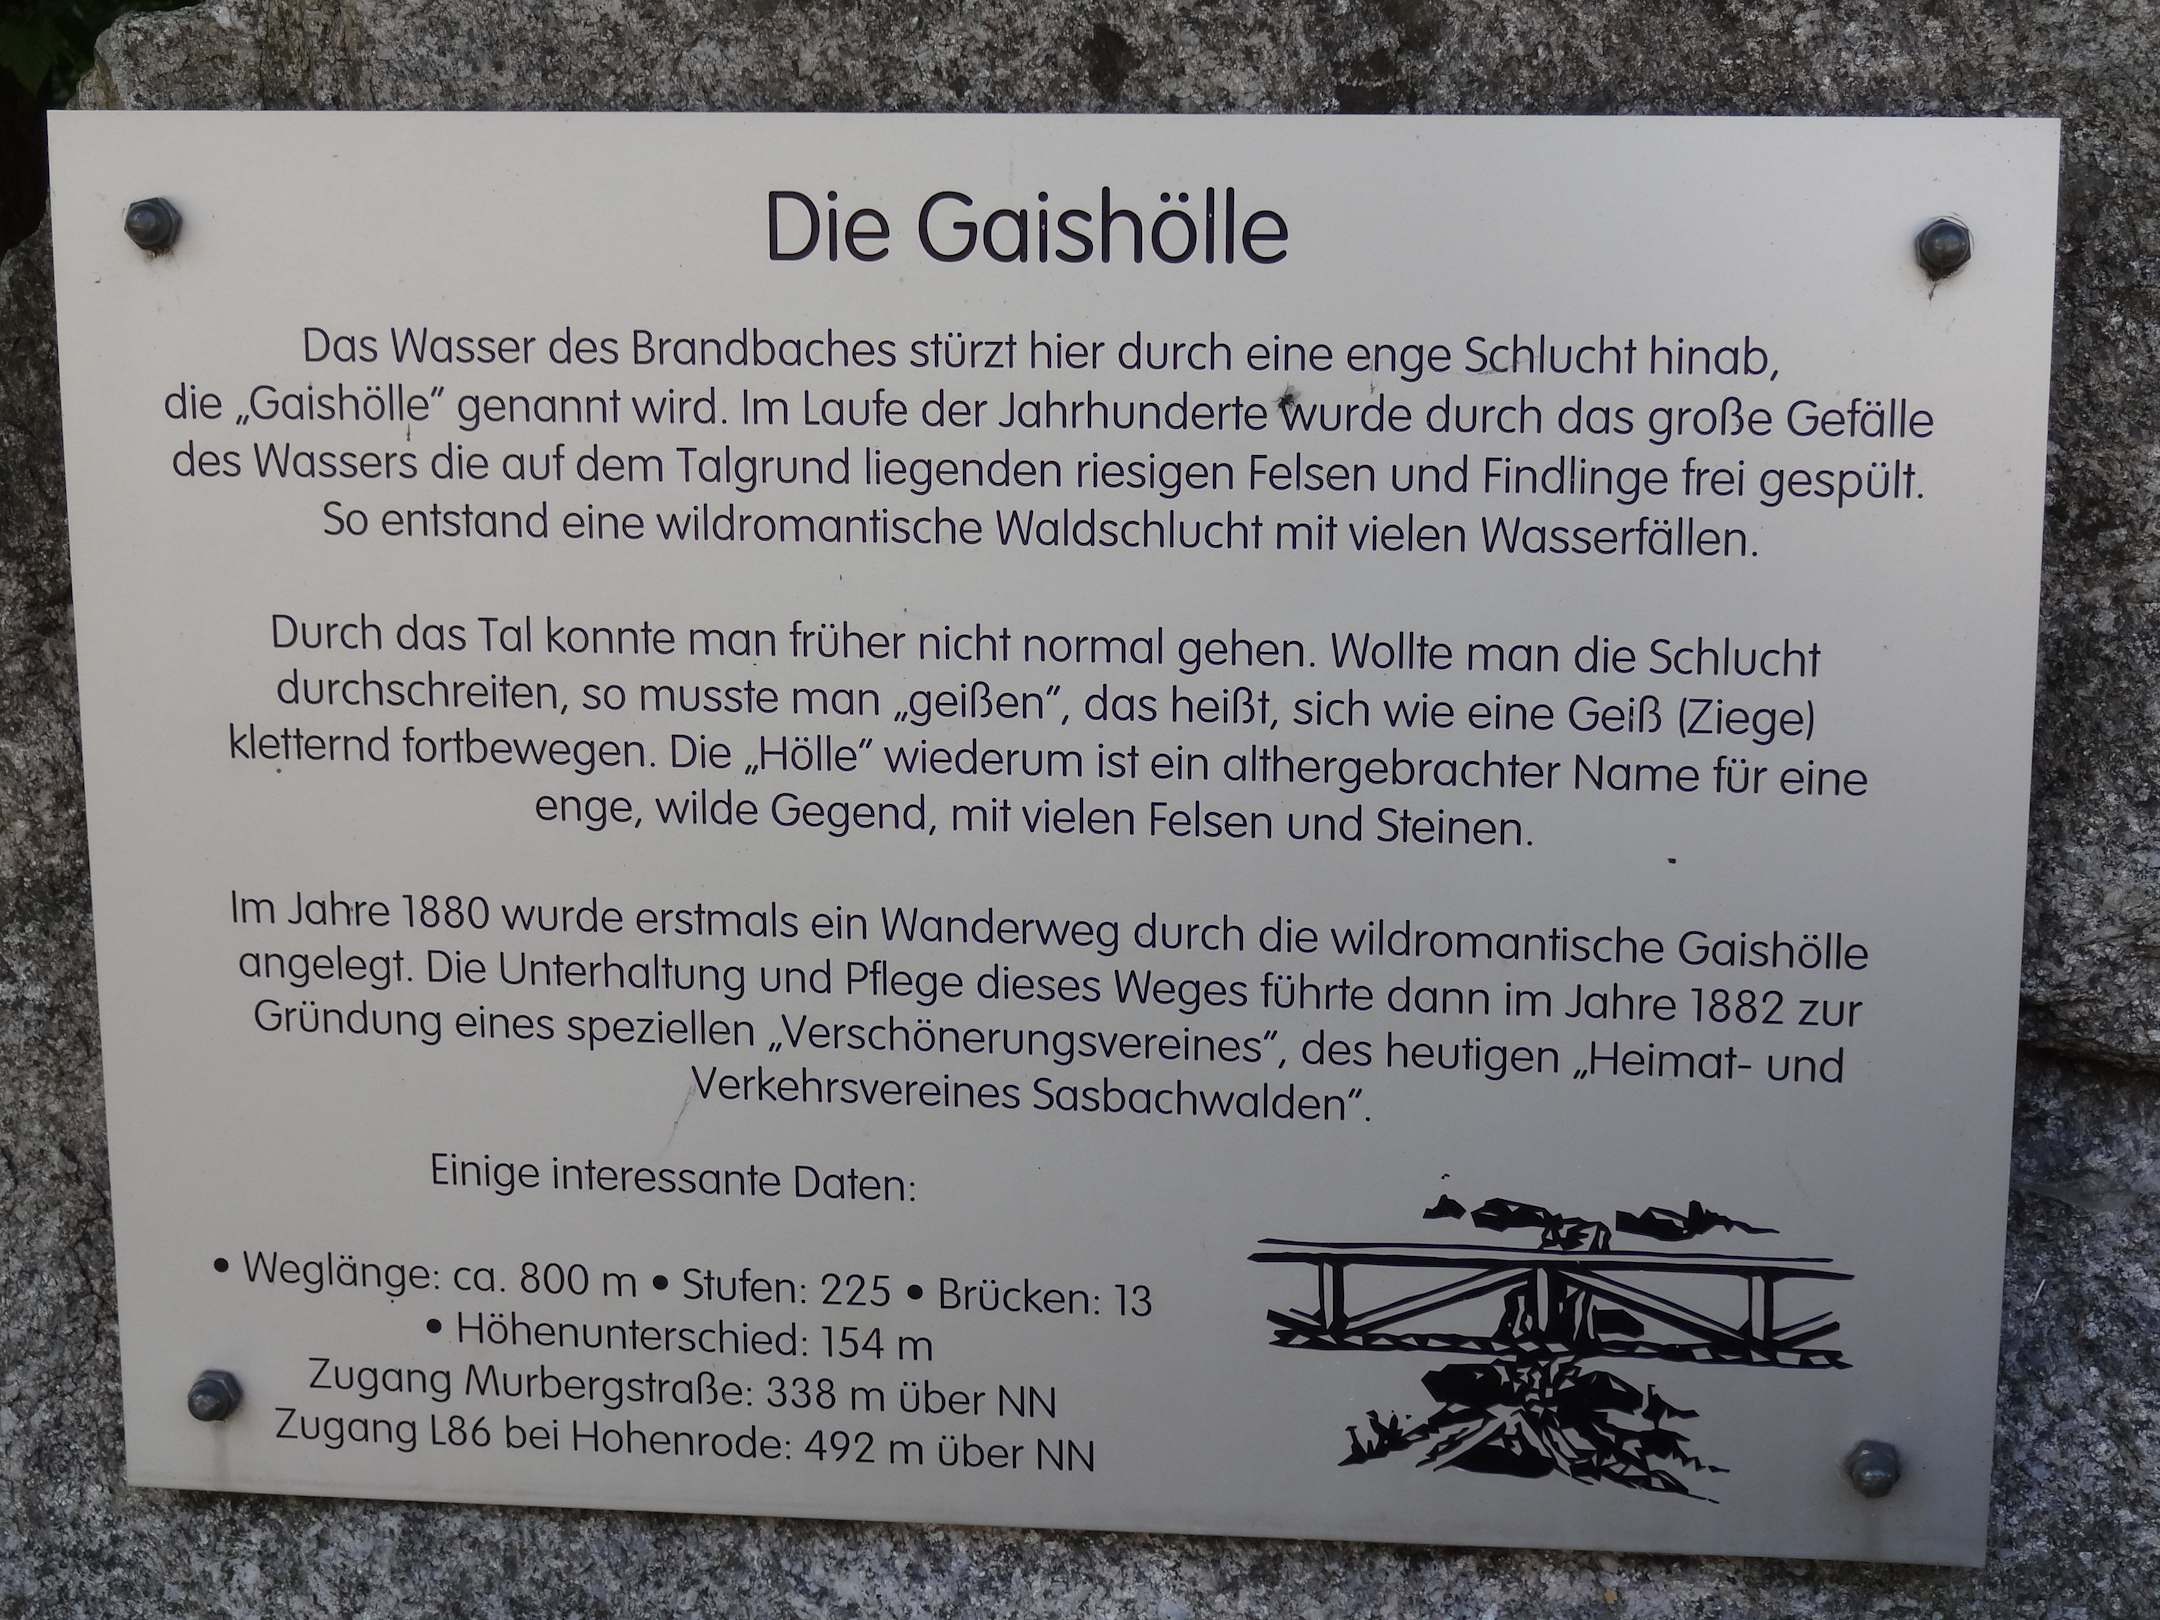 Die Gaishölle
Das Wasser des Brandbaches stürzt hier durch eine enge Schlucht hinab,
die „Gaishölle” genannt wird. Im Laufe der Jahrhunderte wurde durch das große Gefälle
des Wassers die auf dem Talgrund liegenden riesigen Felsen und Findlinge frei gespült.
So entstand eine wildromantische Waldschlucht mit vielen Wasserfällen.
Durch das Tal konnte man früher nicht normal gehen. Wollte man die Schlucht
durchschreiten, so musste man „geißen”, das heißt, sich wie eine Geiß (Ziege)
kletternd fortbewegen. Die „Hölle” wiederum ist ein althergebrachter Name für eine
enge, wilde Gegend, mit vielen Felsen und Steinen.
Im Jahre 1880 wurde erstmals ein Wanderweg durch die wildromantische Gaishölle
angelegt. Die Unterhaltung und Pflege dieses Weges führte dann im Jahre 1882 zur
Gründung eines speziellen „Verschönerungsvereines”, des heutigen „Heimat- und
Verkehrsvereines Sasbachwalden”.
Einige interessante Daten:
• Weglänge: ca. 800 m • Stufen: 225 • Brücken: 13
• Höhenunterschied: 154 m
Zugang Murbergstraße: 338 m über NN
Zugang L86 bei Hohenrode: 492 m über NN